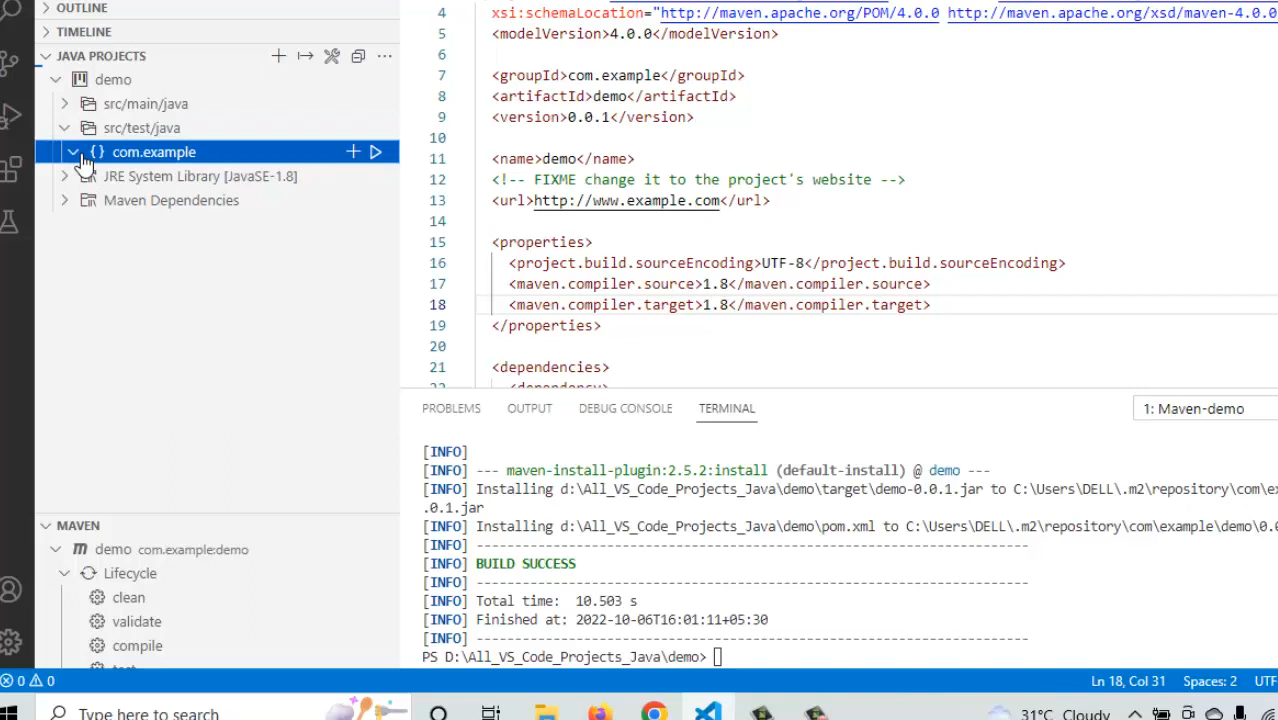 OUTLINE
TIMELINE
JAVA PROJECTS
demo
src/main/java
src/test/java
{} com.example
JRE System Library [JavaSE-1.8]
Maven Dependencies
MAVEN
demo com.example:demo
Lifecycle
clean
validate
compile
4 xsi:schemaLocation="http://maven.apache.org/POM/4.0.0 http://maven.apache.org/xsd/maven-4.0.0
5 <modelVersion>4.0.0</modelVersion>
6
7 <groupId>com.example</groupId>
8 <artifactId>demo</artifactId>
9 <version>0.0.1</version>
10
11 <name>demo</name>
12 <!-- FIXME change it to the project's website -->
13 <url>http://www.example.com</url>
14
15 <properties>
16 <project.build.sourceEncoding>UTF-8</project.build.sourceEncoding>
17 <maven.compiler.source>1.8</maven.compiler.source>
18 <maven.compiler.target>1.8</maven.compiler.target>
19 </properties>
20
21 <dependencies>
22 <dependency>
PROBLEMS OUTPUT DEBUG CONSOLE TERMINAL 1: Maven-demo
[INFO]
[INFO] --- maven-install-plugin:2.5.2:install (default-install) @ demo ---
[INFO] Installing d:\All_VS_Code_Projects_Java\demo\target\demo-0.0.1.jar to C:\Users\DELL\.m2\repository\com\ex
.0.1.jar
[INFO] Installing d:\All_VS_Code_Projects_Java\demo\pom.xml to C:\Users\DELL\.m2\repository\com\example\demo\0.0
[INFO] ------------------------------------------------------------------------
[INFO] BUILD SUCCESS
[INFO] ------------------------------------------------------------------------
[INFO] Total time: 10.503 s
[INFO] Finished at: 2022-10-06T16:01:11+05:30
[INFO] ------------------------------------------------------------------------
PS D:\All_VS_Code_Projects_Java\demo>
0 0 Ln 18, Col 31 Spaces: 2 UTF
Type here to search 31°C Cloudy